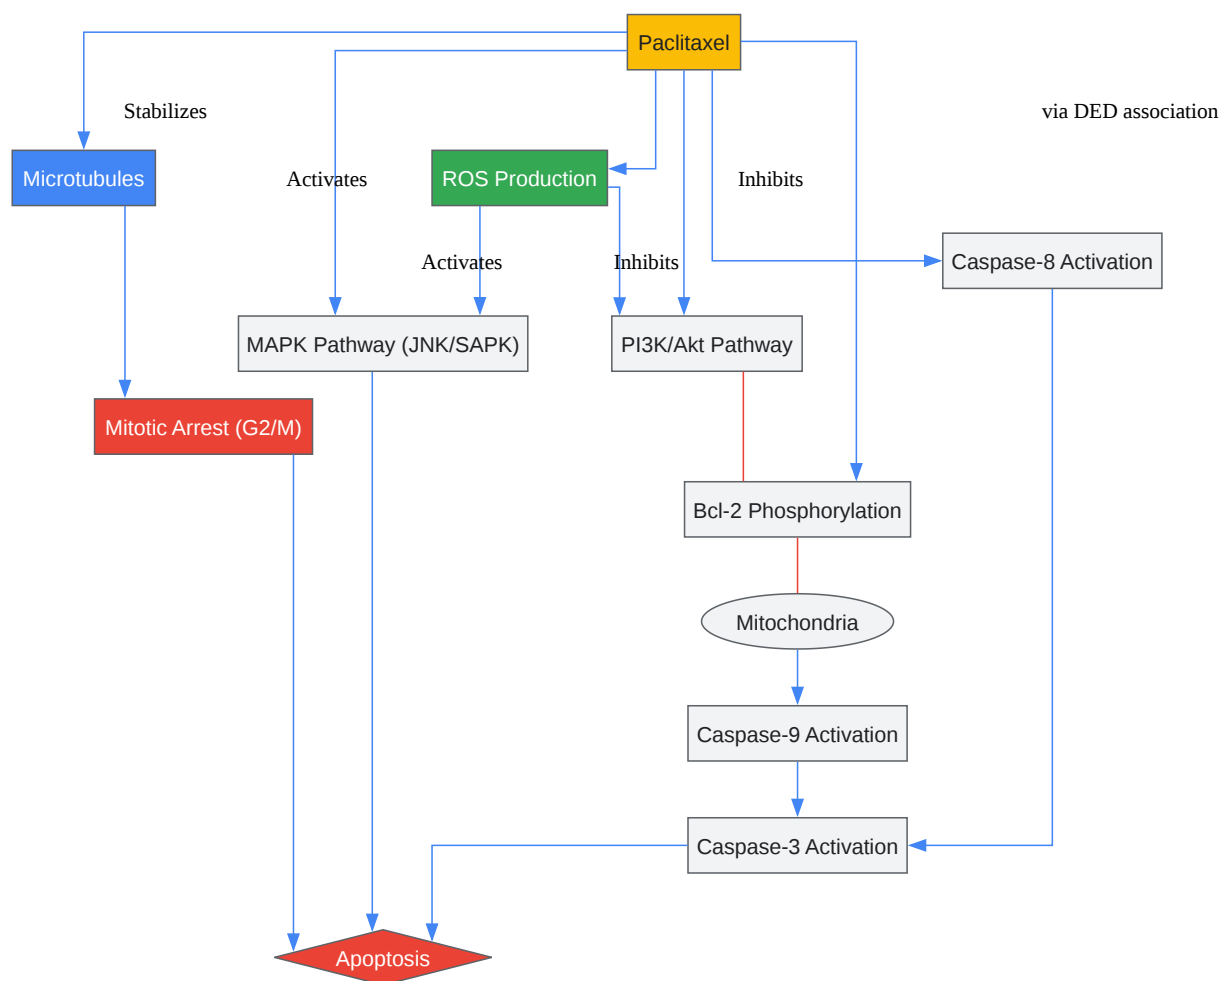 Paclitaxel
Stabilizes
via DED association
Microtubules
Activates
ROS Production
Inhibits
Activates
Inhibits
Caspase-8 Activation
MAPK Pathway (JNK/SAPK)
PI3K/Akt Pathway
Mitotic Arrest (G2/M)
Bcl-2 Phosphorylation
Mitochondria
Caspase-9 Activation
Caspase-3 Activation
Apoptosis